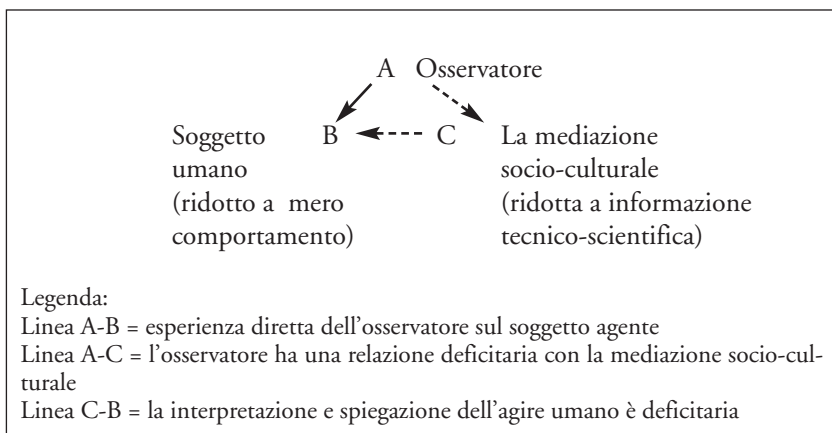 A Osservatore
Soggetto B C La mediazione
umano socio-culturale
(ridotto a mero (ridotta a informazione
comportamento) tecnico-scientifica)
Legenda:
Linea A-B = esperienza diretta dell’osservatore sul soggetto agente
Linea A-C = l’osservatore ha una relazione deficitaria con la mediazione socio-cul-
turale
Linea C-B = la interpretazione e spiegazione dell’agire umano è deficitaria